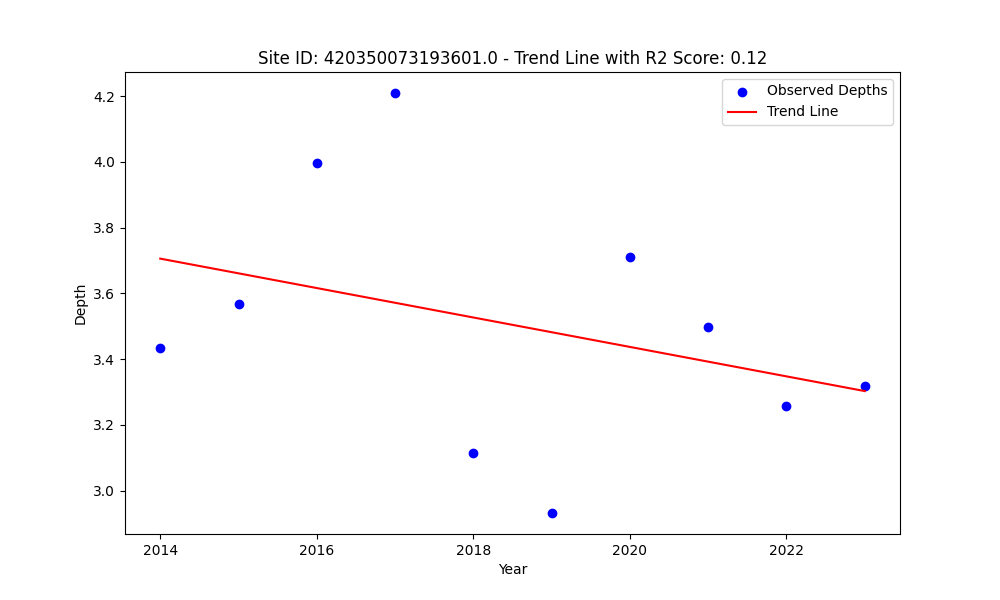 Site ID: 420350073193601.0 - Trend Line with R2 Score: 0.12
Observed Depths
Trend Line
4.2
4.0
3.8
3.6
3.4
3.2
3.0
Depth
2014
2016
2018
2020
2022
Year